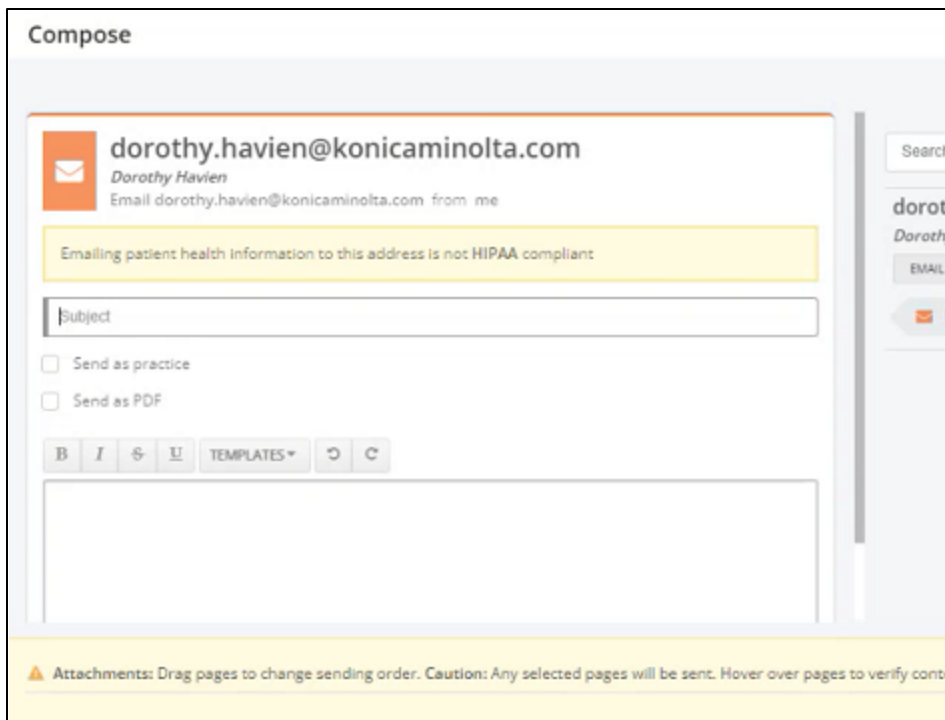 Compose
dorothy.havien@konicaminolta.com
Dorothy Havien
Email dorothy.havien@konicaminolta.com from me
Emailing patient health information to this address is not HIPAA compliant
Subject
Send as practice
Send as PDF
B I S U TEMPLATES
Search
dorot
Doroth
EMAIL
Attachments: Drag pages to change sending order. Caution: Any selected pages will be sent. Hover over pages to verify cont